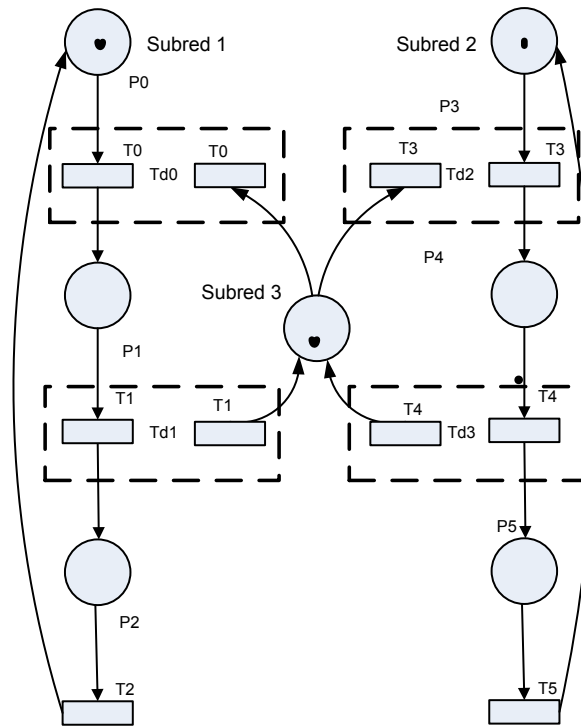 Subred 1
Subred 2
P0
P3
T0
T0
T3
T3
Td0
Td2
P4
Subred 3
P1
T1
T1
T4
T4
Td1
Td3
P5
P2
T2
T5